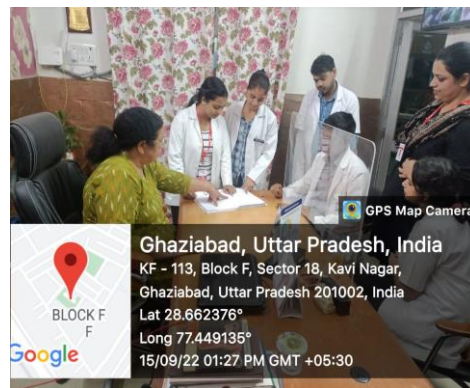 GPS Map Camera
Ghaziabad, Uttar Pradesh, India
KF - 113, Block F, Sector 18, Kavi Nagar,
Ghaziabad, Uttar Pradesh 201002, India
Lat 28.662376°
Long 77.449135°
15/09/22 01:27 PM GMT +05:30
BLOCK F
F
Google